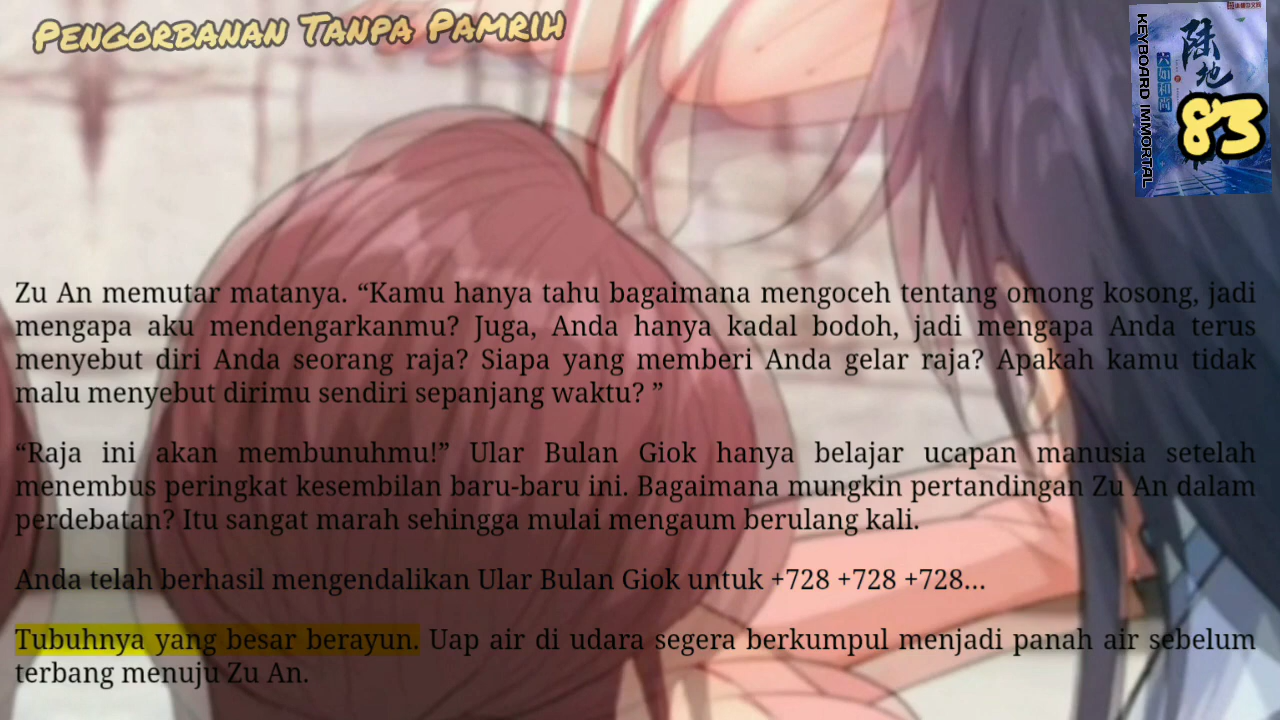 Pengorbanan Tanpa Pamrih
KEYBOARD IMMORTAL
陆地
83
Zu An memutar matanya. “Kamu hanya tahu bagaimana mengoceh tentang omong kosong, jadi
mengapa aku mendengarkanmu? Juga, Anda hanya kadal bodoh, jadi mengapa Anda terus
menyebut diri Anda seorang raja? Siapa yang memberi Anda gelar raja? Apakah kamu tidak
malu menyebut dirimu sendiri sepanjang waktu? ”
“Raja ini akan membunuhmu!” Ular Bulan Giok hanya belajar ucapan manusia setelah
menembus peringkat kesembilan baru-baru ini. Bagaimana mungkin pertandingan Zu An dalam
perdebatan? Itu sangat marah sehingga mulai mengaum berulang kali.
Anda telah berhasil mengendalikan Ular Bulan Giok untuk +728 +728 +728…
Tubuhnya yang besar berayun. Uap air di udara segera berkumpul menjadi panah air sebelum
terbang menuju Zu An.